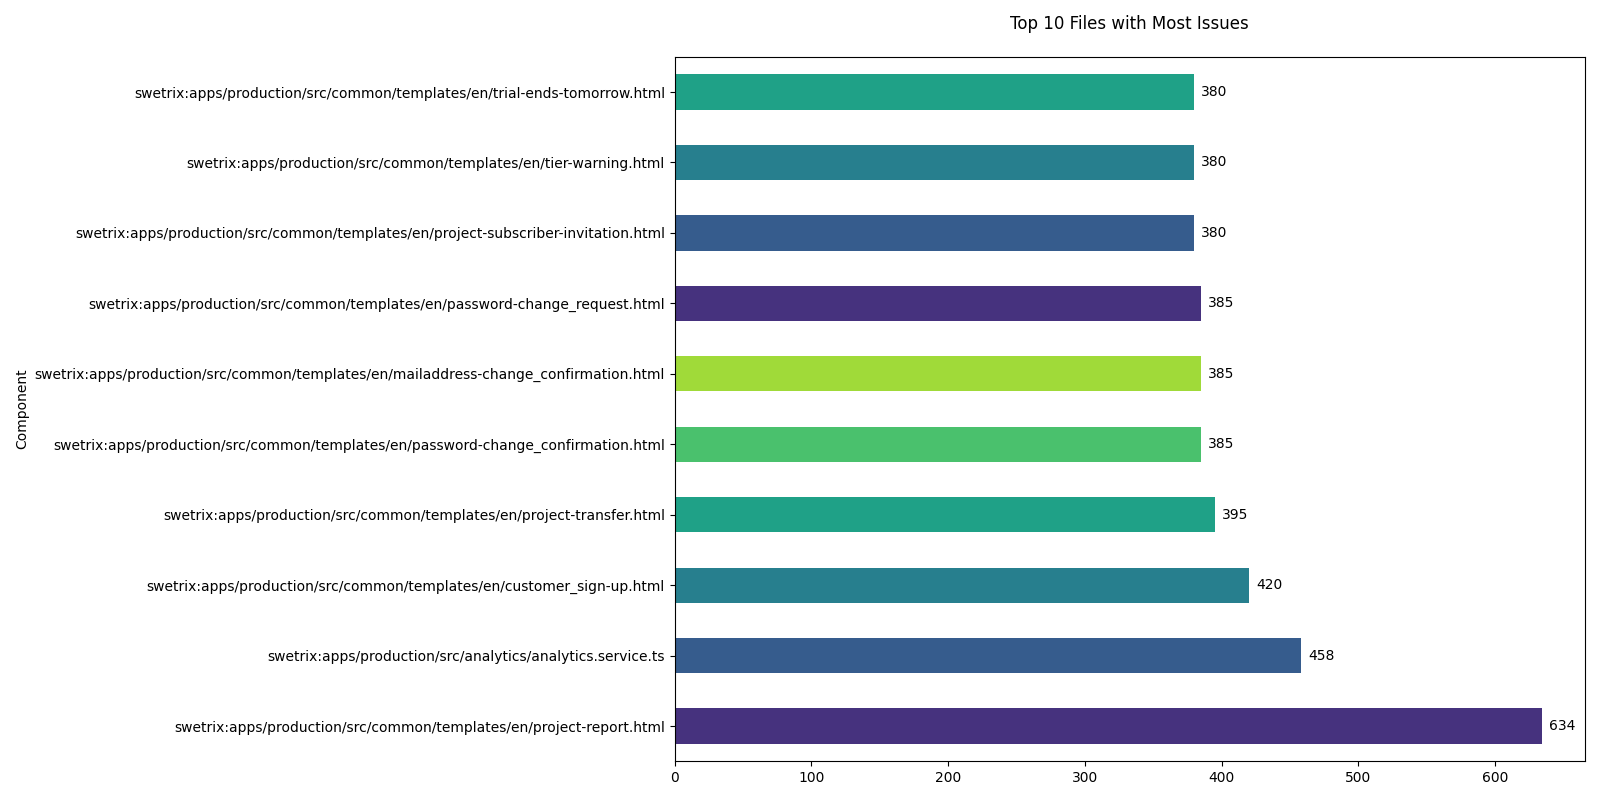 Top 10 Files with Most Issues
swetrix:apps/production/src/common/templates/en/trial-ends-tomorrow.html 380
swetrix:apps/production/src/common/templates/en/tier-warning.html 380
swetrix:apps/production/src/common/templates/en/project-subscriber-invitation.html 380
swetrix:apps/production/src/common/templates/en/password-change_request.html 385
swetrix:apps/production/src/common/templates/en/mailaddress-change_confirmation.html 385
swetrix:apps/production/src/common/templates/en/password-change_confirmation.html 385
swetrix:apps/production/src/common/templates/en/project-transfer.html 395
swetrix:apps/production/src/common/templates/en/customer_sign-up.html 420
swetrix:apps/production/src/analytics/analytics.service.ts 458
swetrix:apps/production/src/common/templates/en/project-report.html 634
Component
0 100 200 300 400 500 600